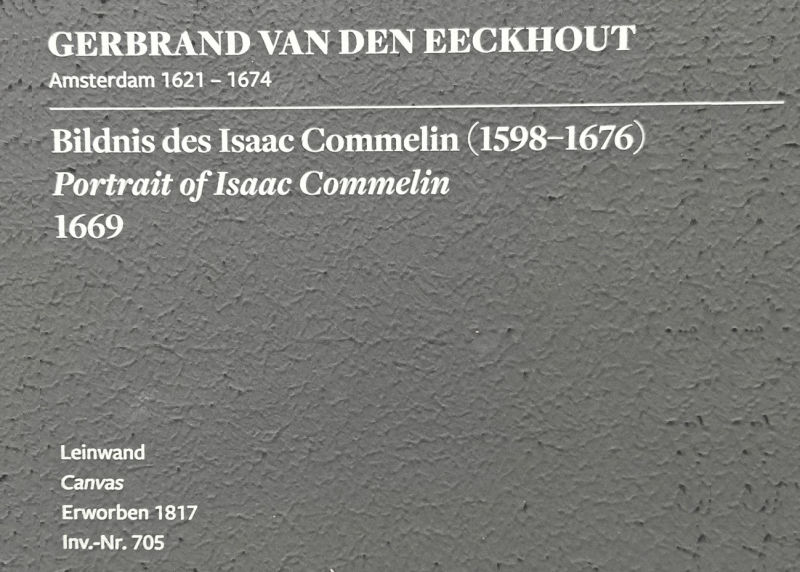 GERBRAND VAN DEN EECKHOUT
Amsterdam 1621 – 1674
Bildnis des Isaac Commelin (1598–1676)
Portrait of Isaac Commelin
1669
Leinwand
Canvas
Erworben 1817
Inv.-Nr. 705